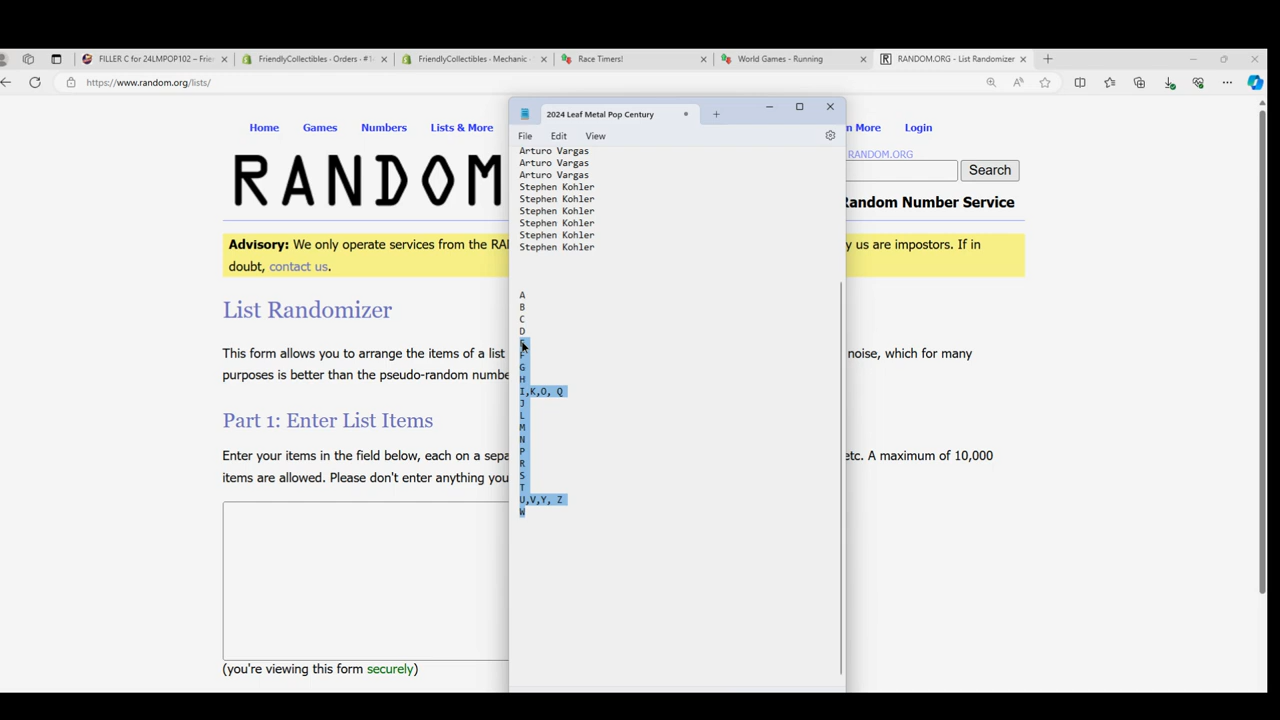 FILLER C for 24LMPOP102 – Frie
FriendlyCollectibles · Orders · #1
FriendlyCollectibles · Mechanic ·
Race Timers!
World Games - Running
RANDOM.ORG - List Randomizer
https://www.random.org/lists/
Home Games Numbers Lists & More n More Login
RANDOM
RANDOM.ORG
Search
Random Number Service
Advisory: We only operate services from the RA y us are impostors. If in
doubt, contact us.
List Randomizer
This form allows you to arrange the items of a list noise, which for many
purposes is better than the pseudo-random numb
Part 1: Enter List Items
Enter your items in the field below, each on a sepa etc. A maximum of 10,000
items are allowed. Please don't enter anything you
(you're viewing this form securely)
2024 Leaf Metal Pop Century
File Edit View
Arturo Vargas
Arturo Vargas
Arturo Vargas
Stephen Kohler
Stephen Kohler
Stephen Kohler
Stephen Kohler
Stephen Kohler
Stephen Kohler
A
B
C
D
E
F
G
H
I,K,O, Q
J
L
M
N
P
R
S
T
U,V,Y, Z
W